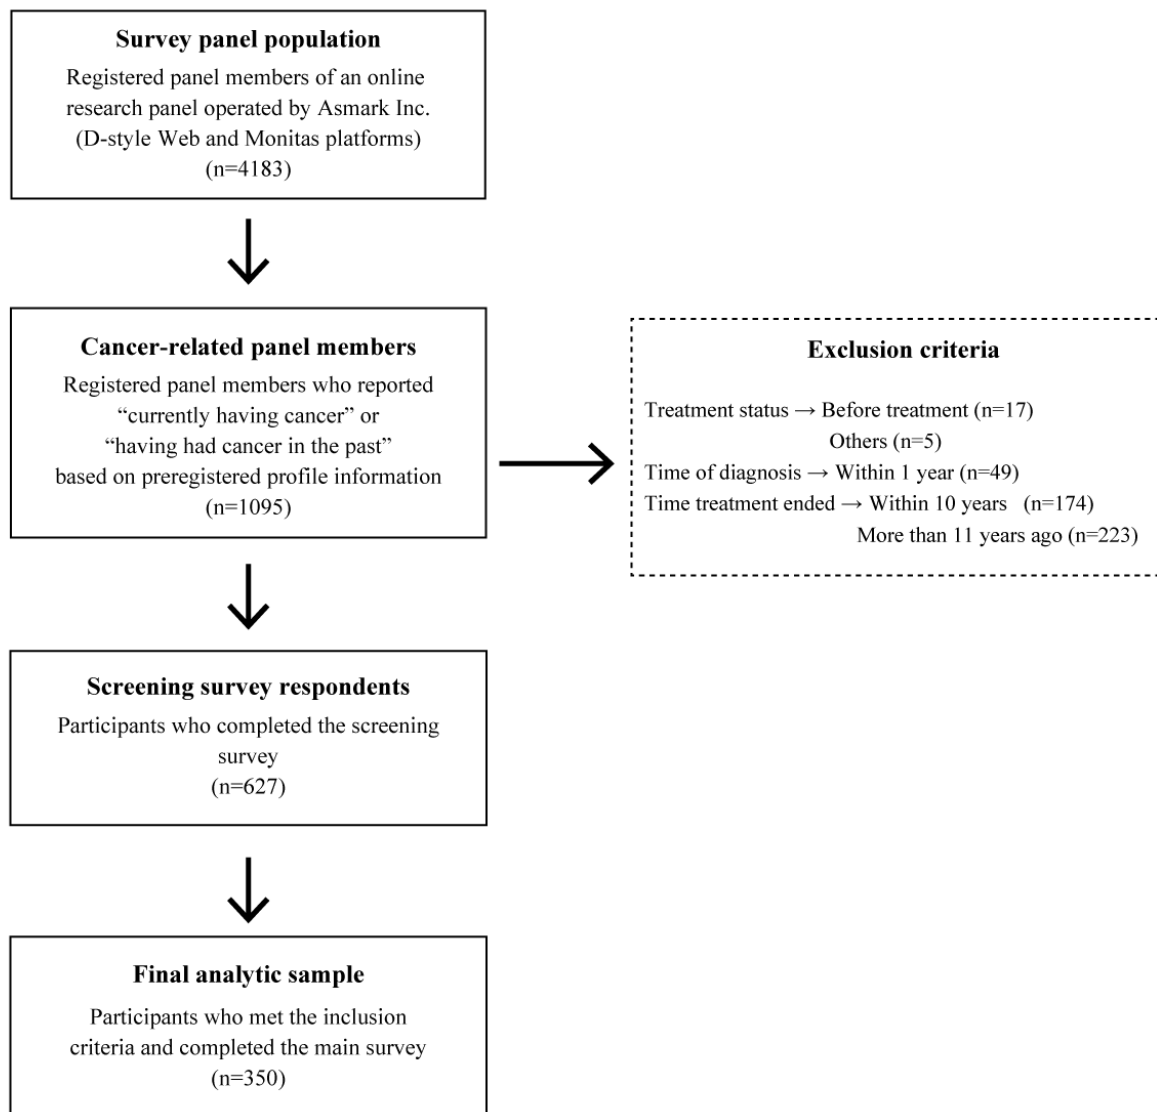 Survey panel population
Registered panel members of an online
research panel operated by Asmark Inc.
(D-style Web and Monitas platforms)
(n=4183)
Cancer-related panel members
Registered panel members who reported
“currently having cancer” or
“having had cancer in the past”
based on preregistered profile information
(n=1095)
Exclusion criteria
Treatment status → Before treatment (n=17)
Others (n=5)
Time of diagnosis → Within 1 year (n=49)
Time treatment ended → Within 10 years (n=174)
More than 11 years ago (n=223)
Screening survey respondents
Participants who completed the screening
survey
(n=627)
Final analytic sample
Participants who met the inclusion
criteria and completed the main survey
(n=350)